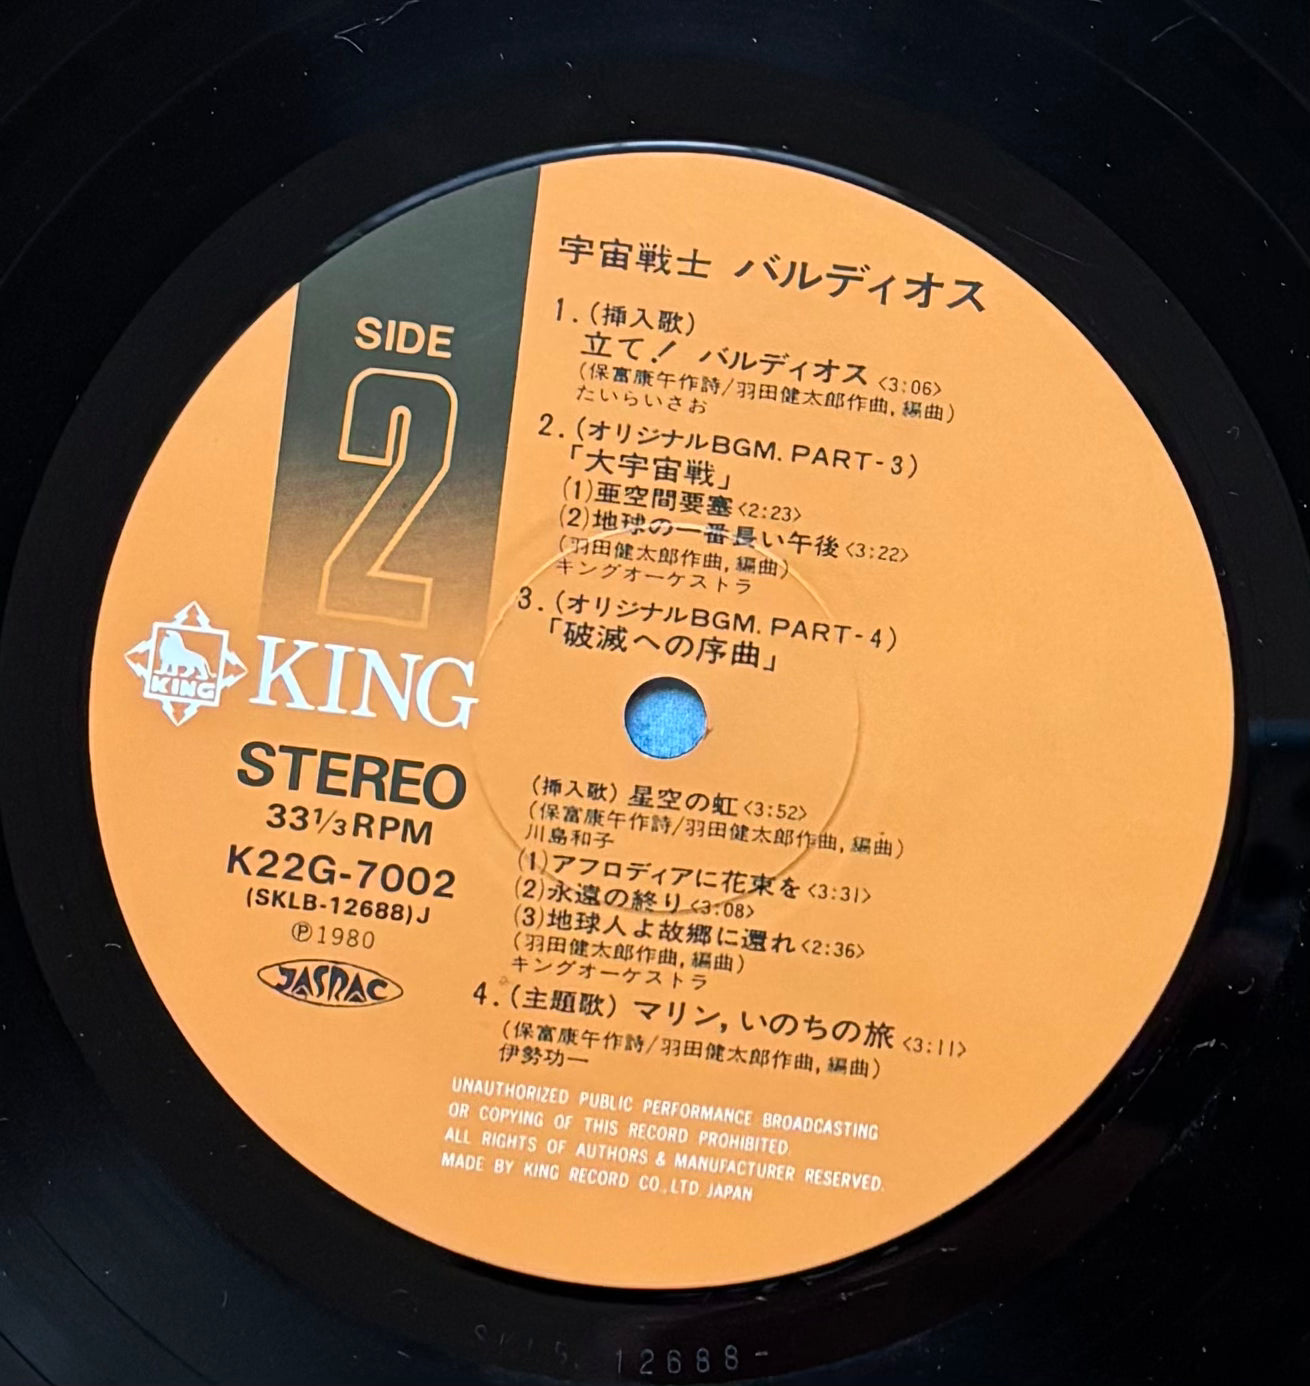 SIDE
2
KING
KING
STEREO
33⅓RPM
K22G-7002
(SKLB-12688)J
Ⓟ1980
JASRAC
宇宙戦士 バルディオス
1.(挿入歌)
立て! バルディオス<3:06>
(保富康午作詩/羽田健太郎作曲,編曲)
たいらいさお
2.(オリジナルBGM. PART-3)
「大宇宙戦」
(1)亜空間要塞<2:23>
(2)地球の一番長い午後<3:22>
(羽田健太郎作曲,編曲)
キングオーケストラ
3.(オリジナルBGM. PART-4)
「破滅への序曲」
(挿入歌)星空の虹<3:52>
(保富康午作詩/羽田健太郎作曲,編曲)
川島和子
(1)アフロディアに花束を<3:31>
(2)永遠の終り<3:08>
(3)地球人よ故郷に還れ<2:36>
(羽田健太郎作曲,編曲)
キングオーケストラ
4.(主題歌)マリン,いのちの旅<3:11>
(保富康午作詩/羽田健太郎作曲,編曲)
伊勢功一
UNAUTHORIZED PUBLIC PERFORMANCE BROADCASTING
OR COPYING OF THIS RECORD PROHIBITED.
ALL RIGHTS OF AUTHORS & MANUFACTURER RESERVED.
MADE BY KING RECORD CO.,LTD. JAPAN
12688-